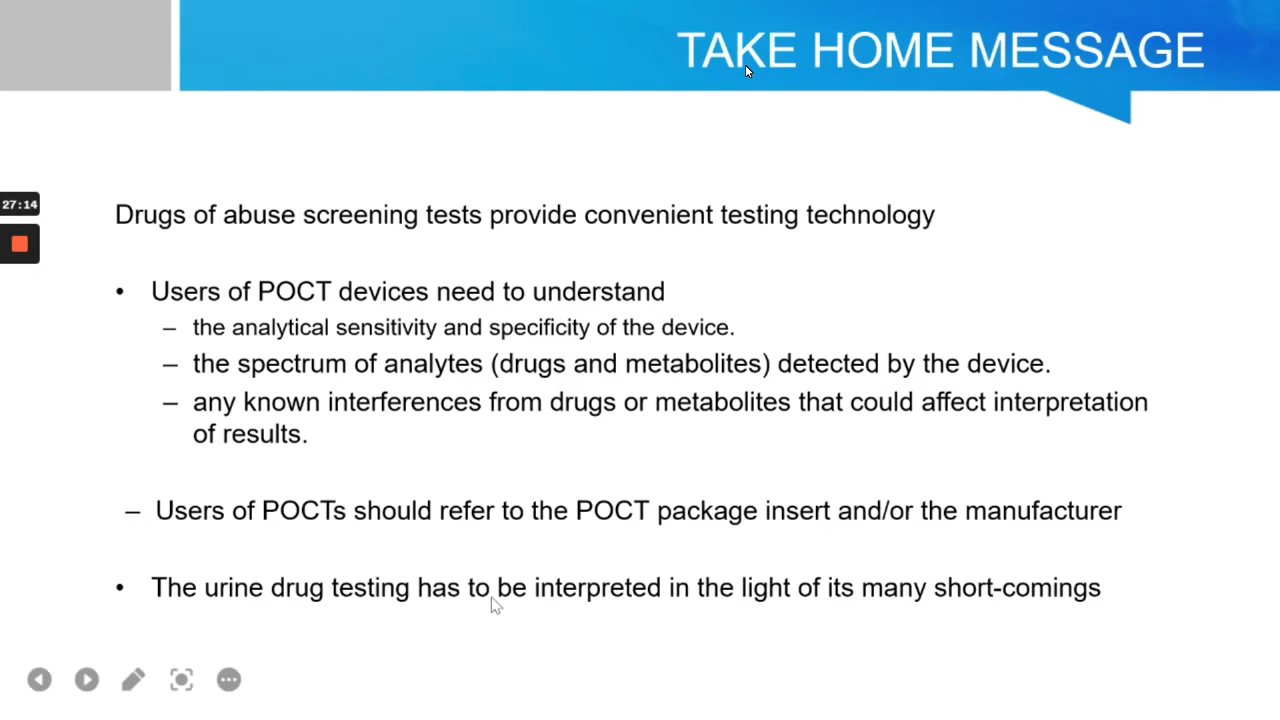 TAKE HOME MESSAGE
27:14
Drugs of abuse screening tests provide convenient testing technology
• Users of POCT devices need to understand
– the analytical sensitivity and specificity of the device.
– the spectrum of analytes (drugs and metabolites) detected by the device.
– any known interferences from drugs or metabolites that could affect interpretation
of results.
– Users of POCTs should refer to the POCT package insert and/or the manufacturer
• The urine drug testing has to be interpreted in the light of its many short-comings